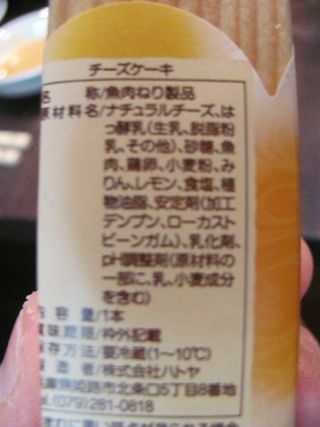 チーズケーキ
名　称/魚肉ねり製品
原材料名/ナチュラルチーズ、は
っ酵乳(生乳、脱脂粉
乳、その他)、砂糖、魚
肉、鶏卵、小麦粉、み
りん、レモン、食塩、植
物油脂、安定剤(加工
デンプン、ローカスト
ビーンガム)、乳化剤、
pH調整剤(原材料の
一部に、乳、小麦成分
を含む)
内容量/1本
賞味期限/枠外記載
保存方法/要冷蔵(1〜10℃)
製造者/株式会社ハトヤ
兵庫県姫路市北条口5丁目8番地
TEL(079)281-0818